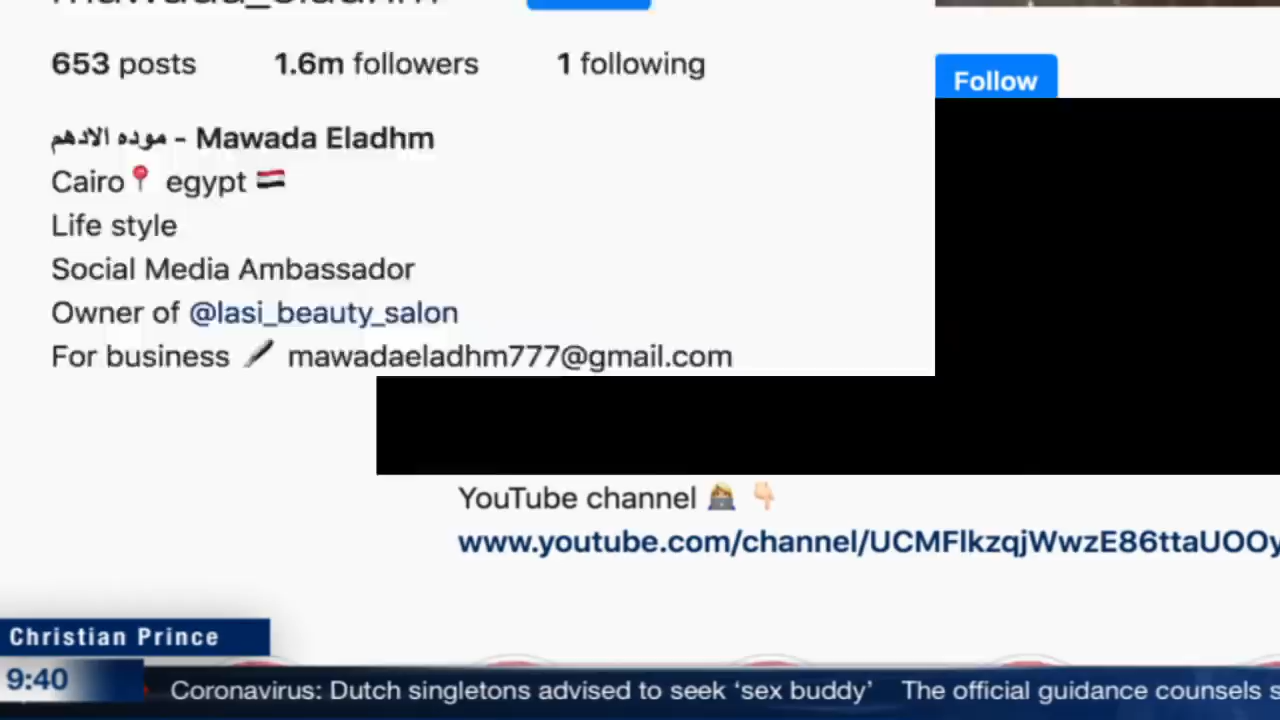 653 posts 1.6m followers 1 following
Follow
موده الادهم - Mawada Eladhm
Cairo📍 egypt 🇪🇬
Life style
Social Media Ambassador
Owner of @lasi_beauty_salon
For business 🖋 mawadaeladhm777@gmail.com
YouTube channel 👩🏼‍💻 👇🏻
www.youtube.com/channel/UCMFlkzqjWwzE86ttaUOOy
Christian Prince
9:40
Coronavirus: Dutch singletons advised to seek ‘sex buddy’ The official guidance counsels s